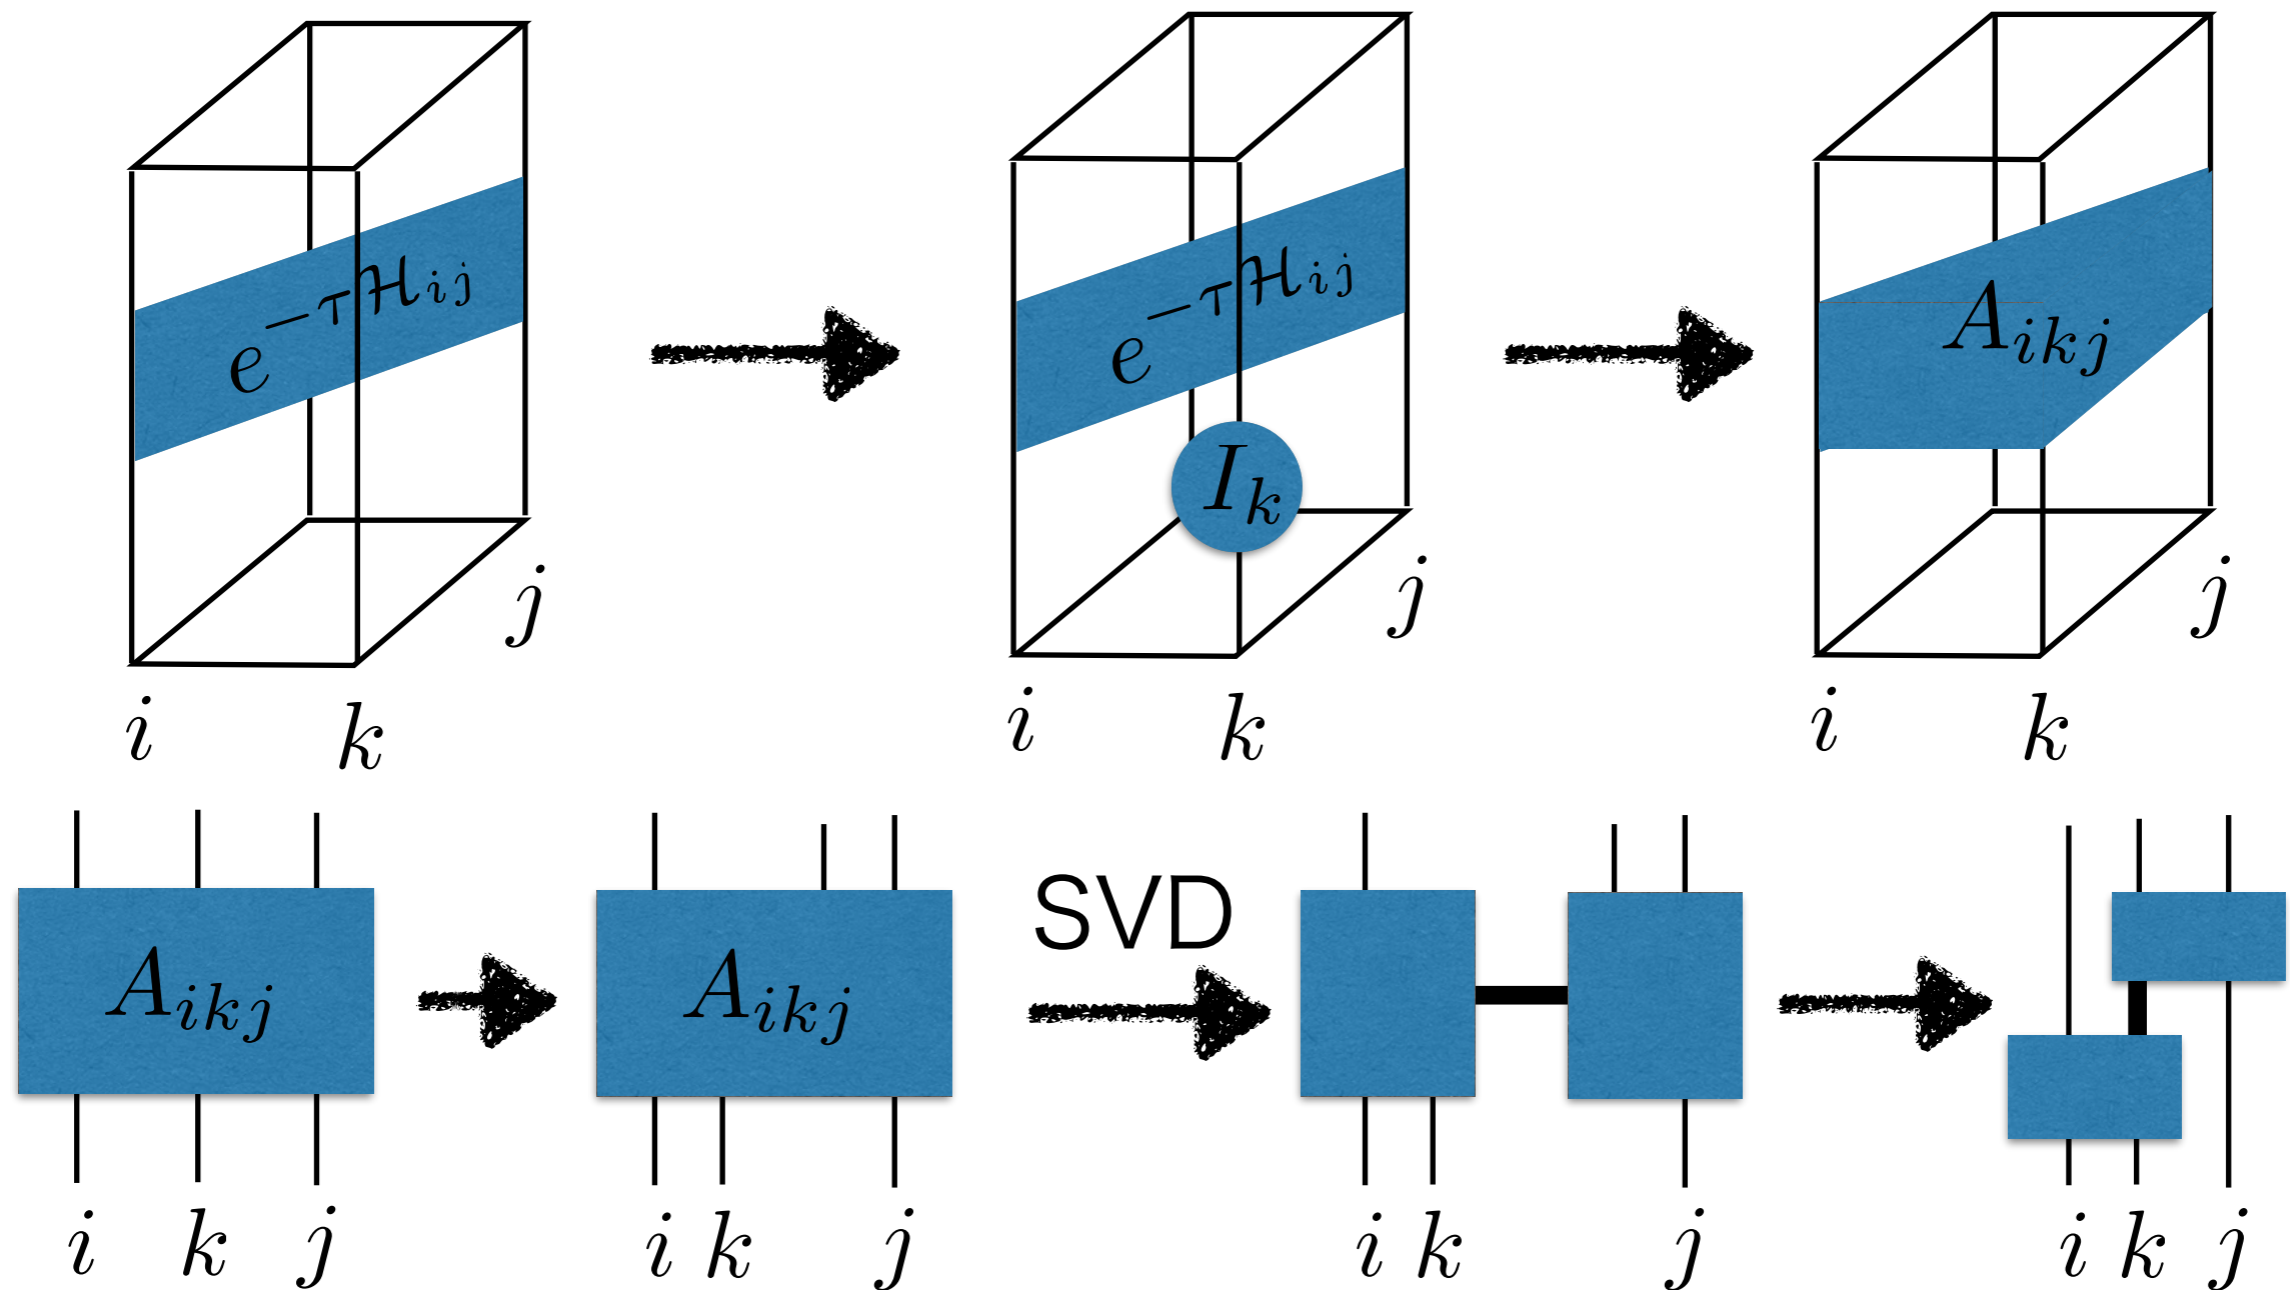 e^{-τℋ_{ij}} e^{-τℋ_{ij}} A_{ikj}
I_k
j j j
i k i k i k
SVD
A_{ikj} A_{ikj}
i k j i k j i k j i k j